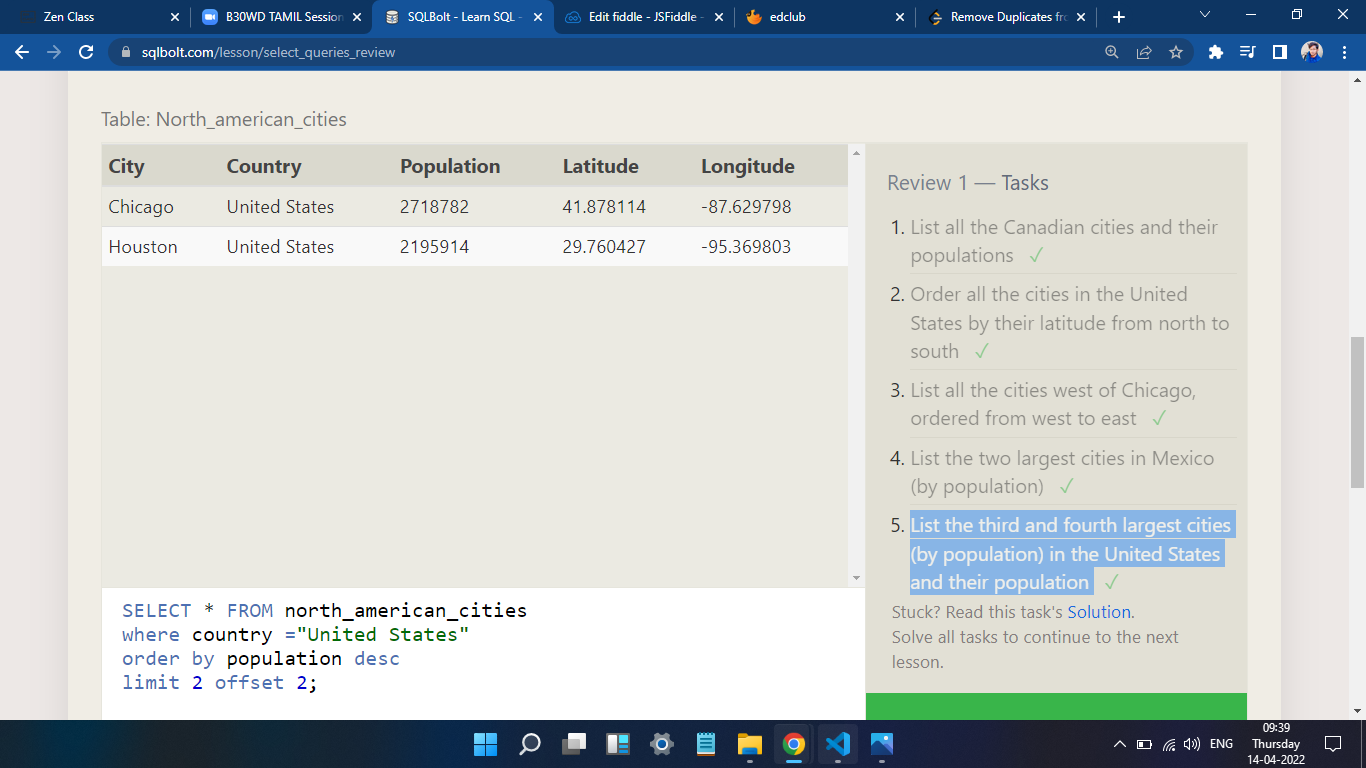 Zen Class
B30WD TAMIL Session
SQLBolt - Learn SQL -
Edit fiddle - JSFiddle -
edclub
Remove Duplicates fro
sqlbolt.com/lesson/select_queries_review
Table: North_american_cities
City Country Population Latitude Longitude
Chicago United States 2718782 41.878114 -87.629798
Houston United States 2195914 29.760427 -95.369803
SELECT * FROM north_american_cities
where country ="United States"
order by population desc
limit 2 offset 2;
Review 1 — Tasks
1. List all the Canadian cities and their
populations ✓
2. Order all the cities in the United
States by their latitude from north to
south ✓
3. List all the cities west of Chicago,
ordered from west to east ✓
4. List the two largest cities in Mexico
(by population) ✓
5. List the third and fourth largest cities
(by population) in the United States
and their population ✓
Stuck? Read this task's Solution.
Solve all tasks to continue to the next
lesson.
ENG
09:39
Thursday
14-04-2022